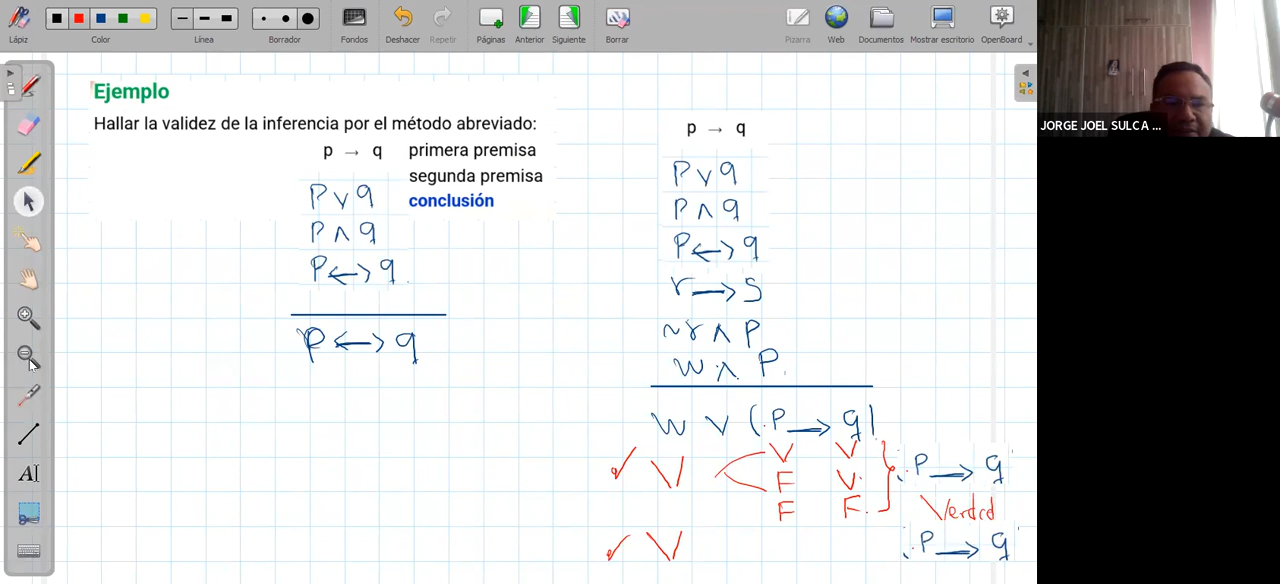 Lápiz Color Línea Borrador Fondos Deshacer Repetir Páginas Anterior Siguiente Borrar Pizarra Web Documentos Mostrar escritorio OpenBoard
JORGE JOEL SULCA ...
Ejemplo
Hallar la validez de la inferencia por el método abreviado:
p → q primera premisa
segunda premisa
conclusión
P ∨ q
P ∧ q
P ↔ q
P ↔ q
p → q
P ∨ q
P ∧ q
P ↔ q
r → s
~r ∧ P
w ∧ P
w ∨ (P → q)
V V V P → q
F V
F F Verdad
V P → q